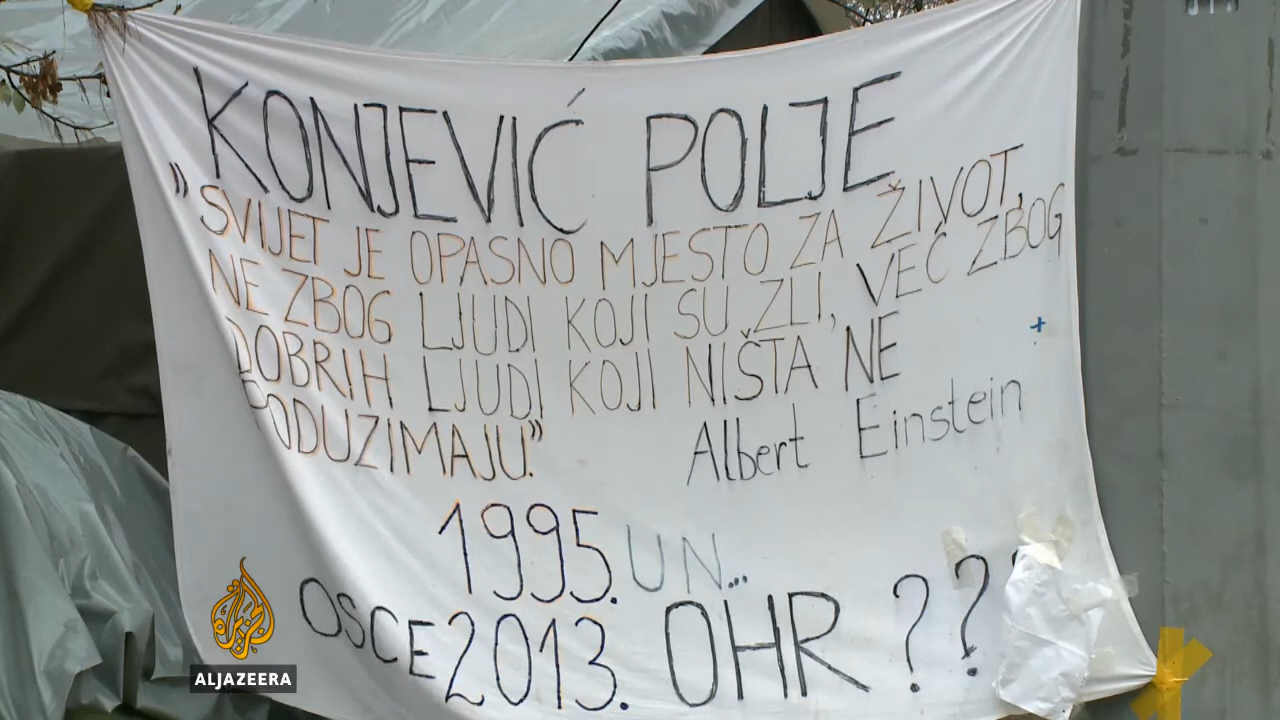 KONJEVIĆ POLJE
„SVIJET JE OPASNO MJESTO ZA ŽIVOT,
NE ZBOG LJUDI KOJI SU ZLI, VEĆ ZBOG
DOBRIH LJUDI KOJI NIŠTA NE
PODUZIMAJU.”
Albert Einstein
1995. UN...
OSCE 2013. OHR ??
ALJAZEERA